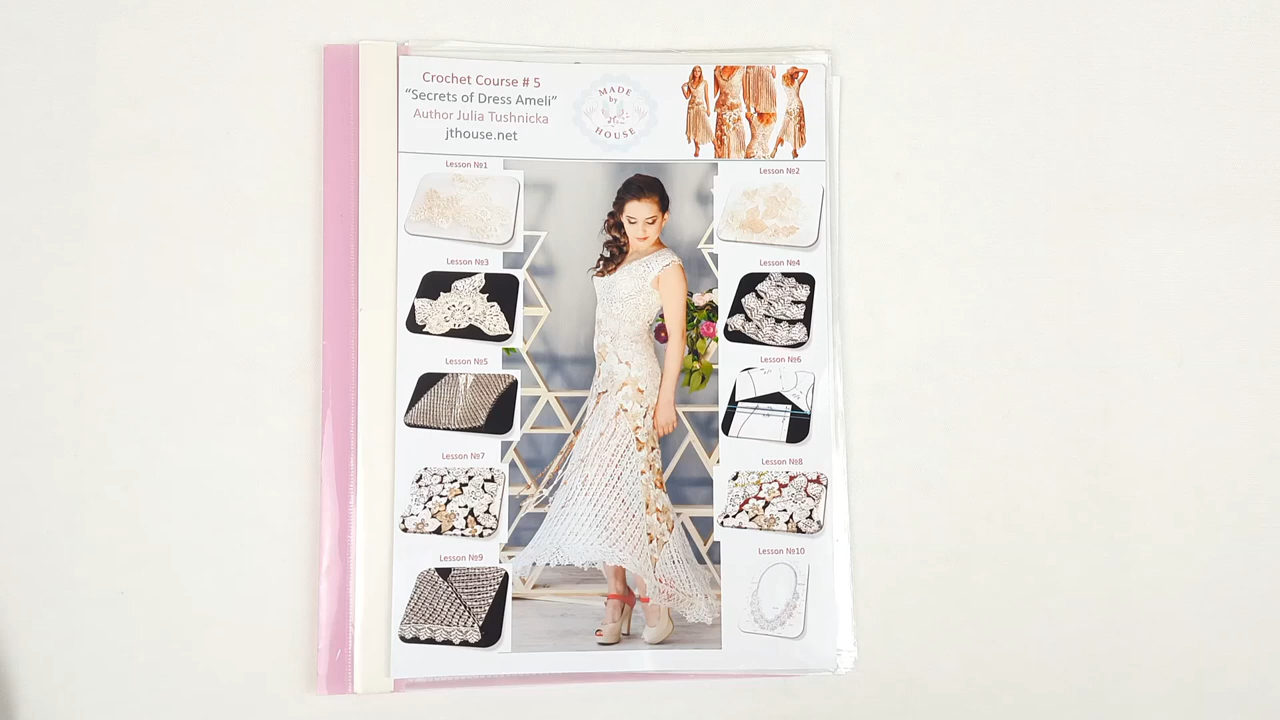 Crochet Course # 5
“Secrets of Dress Ameli”
Author Julia Tushnicka
jthouse.net
MADE
by
HOUSE
Lesson №1
Lesson №2
Lesson №3
Lesson №4
Lesson №5
Lesson №6
Lesson №7
Lesson №8
Lesson №9
Lesson №10